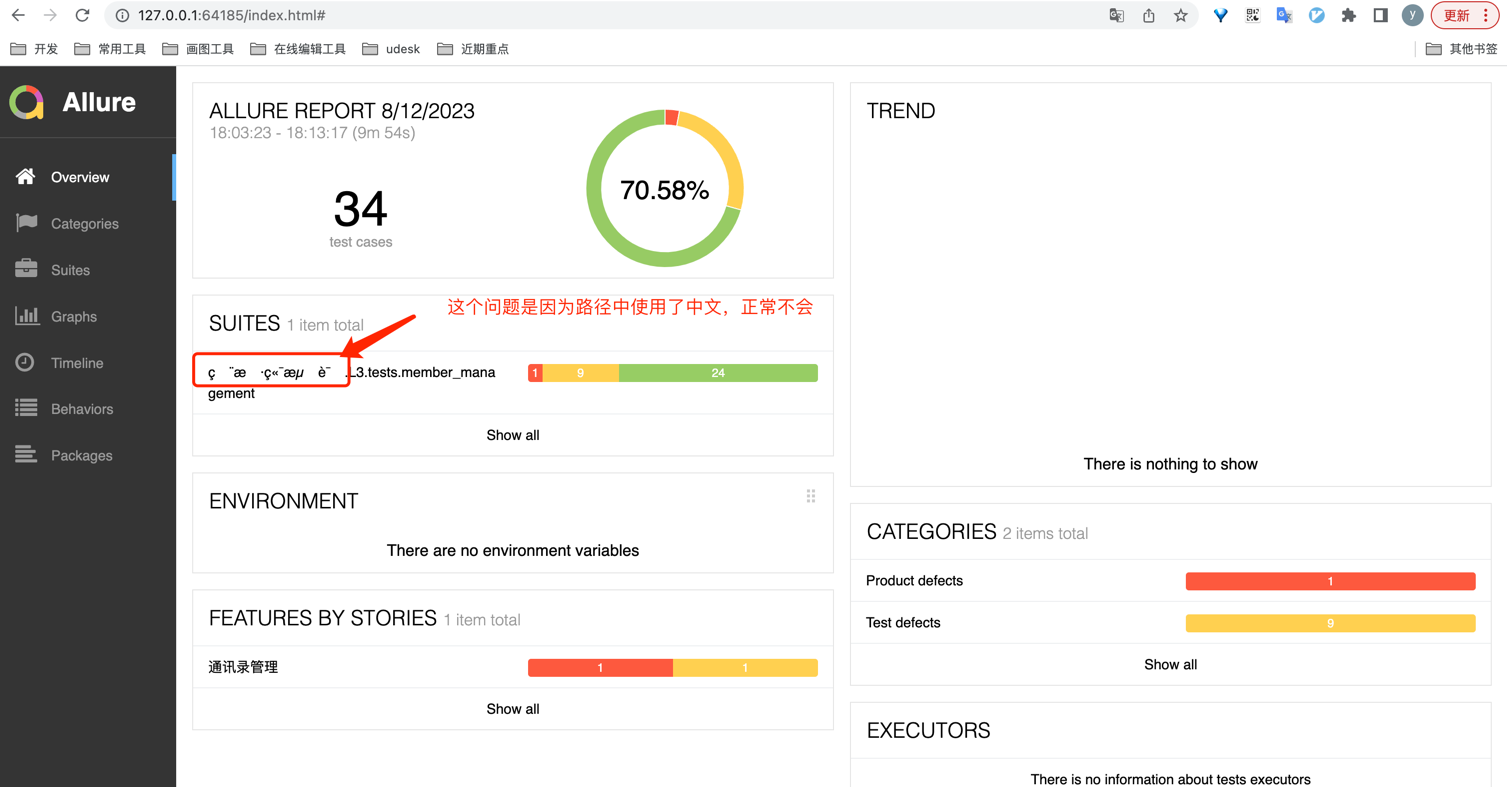 127.0.0.1:64185/index.html#
y
更新
开发
常用工具
画图工具
在线编辑工具
udesk
近期重点
其他书签
Allure
Overview
Categories
Suites
Graphs
Timeline
Behaviors
Packages
ALLURE REPORT 8/12/2023
18:03:23 - 18:13:17 (9m 54s)
34
test cases
70.58%
这个问题是因为路径中使用了中文，正常不会
SUITES 1 item total
._3.tests.member_mana
gement
1 9 24
Show all
ENVIRONMENT
There are no environment variables
FEATURES BY STORIES 1 item total
通讯录管理 1 1
Show all
TREND
There is nothing to show
CATEGORIES 2 items total
Product defects 1
Test defects 9
Show all
EXECUTORS
There is no information about tests executors